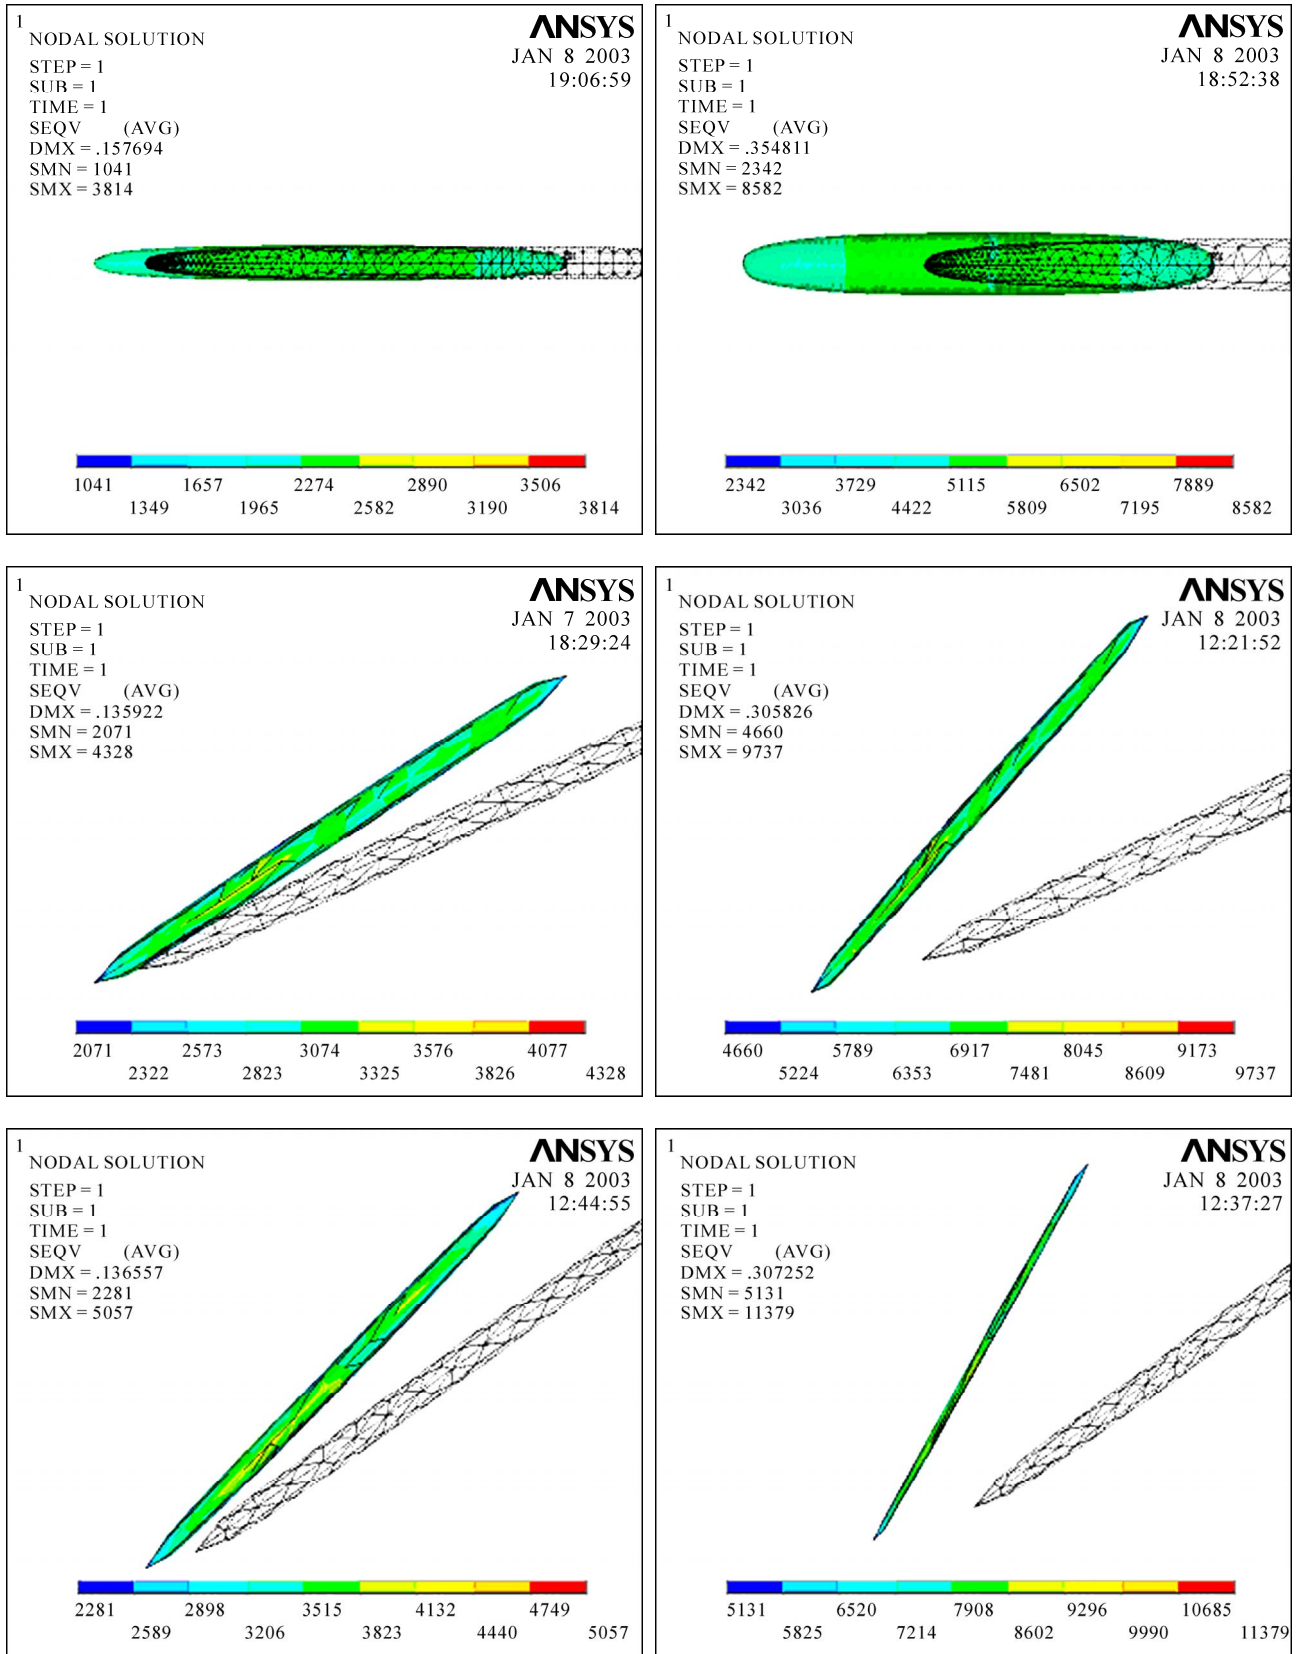 1
NODAL SOLUTION
STEP = 1
SUB = 1
TIME = 1
SEQV (AVG)
DMX = .157694
SMN = 1041
SMX = 3814
ANSYS
JAN 8 2003
19:06:59
1041 1657 2274 2890 3506
1349 1965 2582 3190 3814
1
NODAL SOLUTION
STEP = 1
SUB = 1
TIME = 1
SEQV (AVG)
DMX = .354811
SMN = 2342
SMX = 8582
ANSYS
JAN 8 2003
18:52:38
2342 3729 5115 6502 7889
3036 4422 5809 7195 8582
1
NODAL SOLUTION
STEP = 1
SUB = 1
TIME = 1
SEQV (AVG)
DMX = .135922
SMN = 2071
SMX = 4328
ANSYS
JAN 7 2003
18:29:24
2071 2573 3074 3576 4077
2322 2823 3325 3826 4328
1
NODAL SOLUTION
STEP = 1
SUB = 1
TIME = 1
SEQV (AVG)
DMX = .305826
SMN = 4660
SMX = 9737
ANSYS
JAN 8 2003
12:21:52
4660 5789 6917 8045 9173
5224 6353 7481 8609 9737
1
NODAL SOLUTION
STEP = 1
SUB = 1
TIME = 1
SEQV (AVG)
DMX = .136557
SMN = 2281
SMX = 5057
ANSYS
JAN 8 2003
12:44:55
2281 2898 3515 4132 4749
2589 3206 3823 4440 5057
1
NODAL SOLUTION
STEP = 1
SUB = 1
TIME = 1
SEQV (AVG)
DMX = .307252
SMN = 5131
SMX = 11379
ANSYS
JAN 8 2003
12:37:27
5131 6520 7908 9296 10685
5825 7214 8602 9990 11379